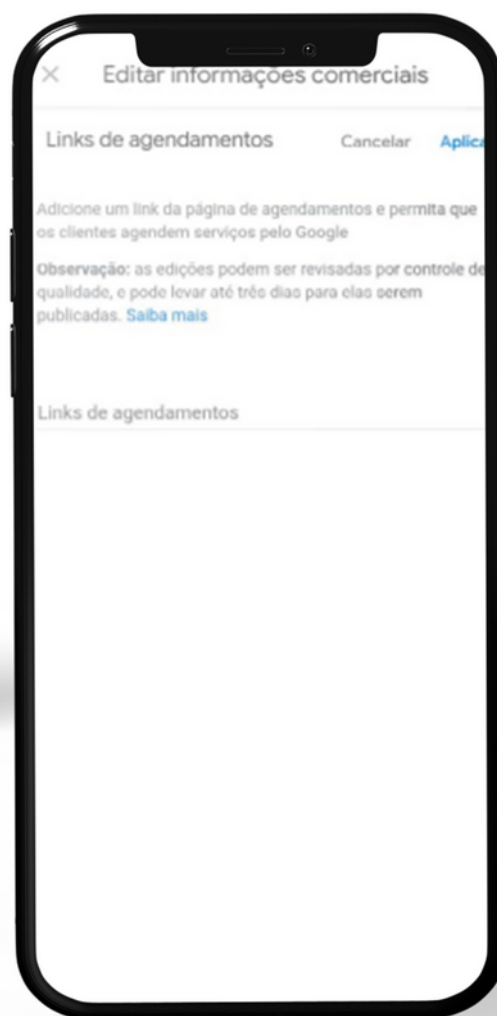 Editar informações comerciais
Links de agendamentos Cancelar Aplica
Adicione um link da página de agendamentos e permita que
os clientes agendem serviços pelo Google
Observação: as edições podem ser revisadas por controle de
qualidade, e pode levar até três dias para elas serem
publicadas. Saiba mais
Links de agendamentos